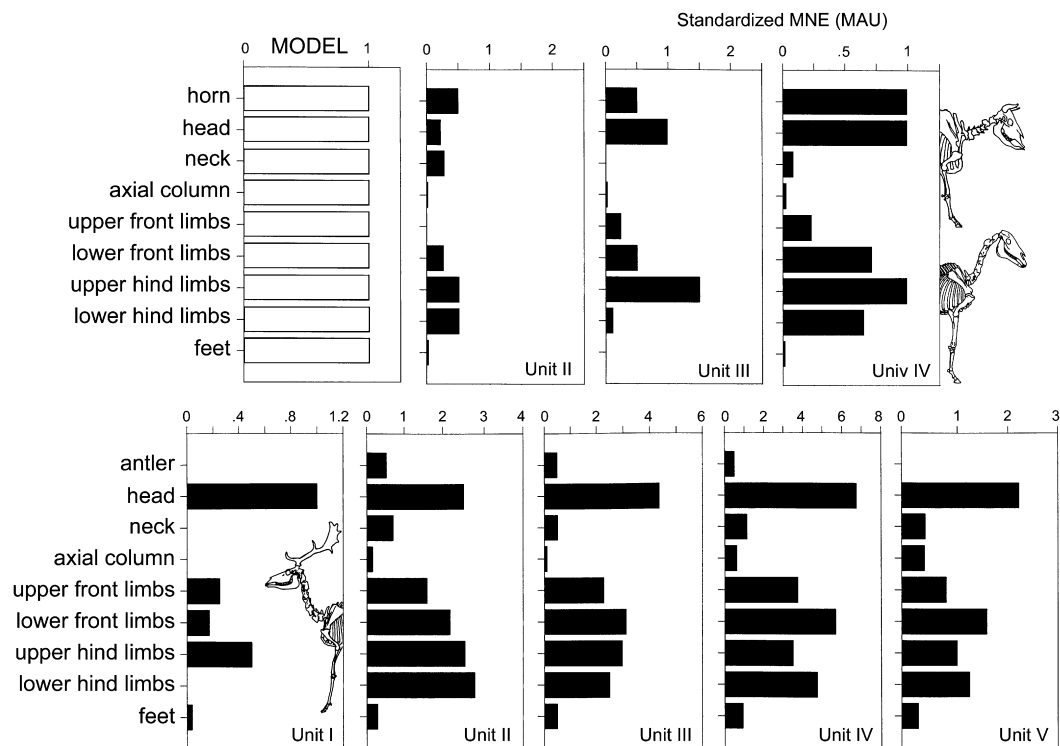 Standardized MNE (MAU)
0 MODEL 1
0 1 2
0 1 2
0 .5 1
horn
head
neck
axial column
upper front limbs
lower front limbs
upper hind limbs
lower hind limbs
feet
Unit II
Unit III
Univ IV
0 .4 .8 1.2
0 1 2 3 4
0 2 4 6
0 2 4 6 8
0 1 2 3
antler
head
neck
axial column
upper front limbs
lower front limbs
upper hind limbs
lower hind limbs
feet
Unit I
Unit II
Unit III
Unit IV
Unit V